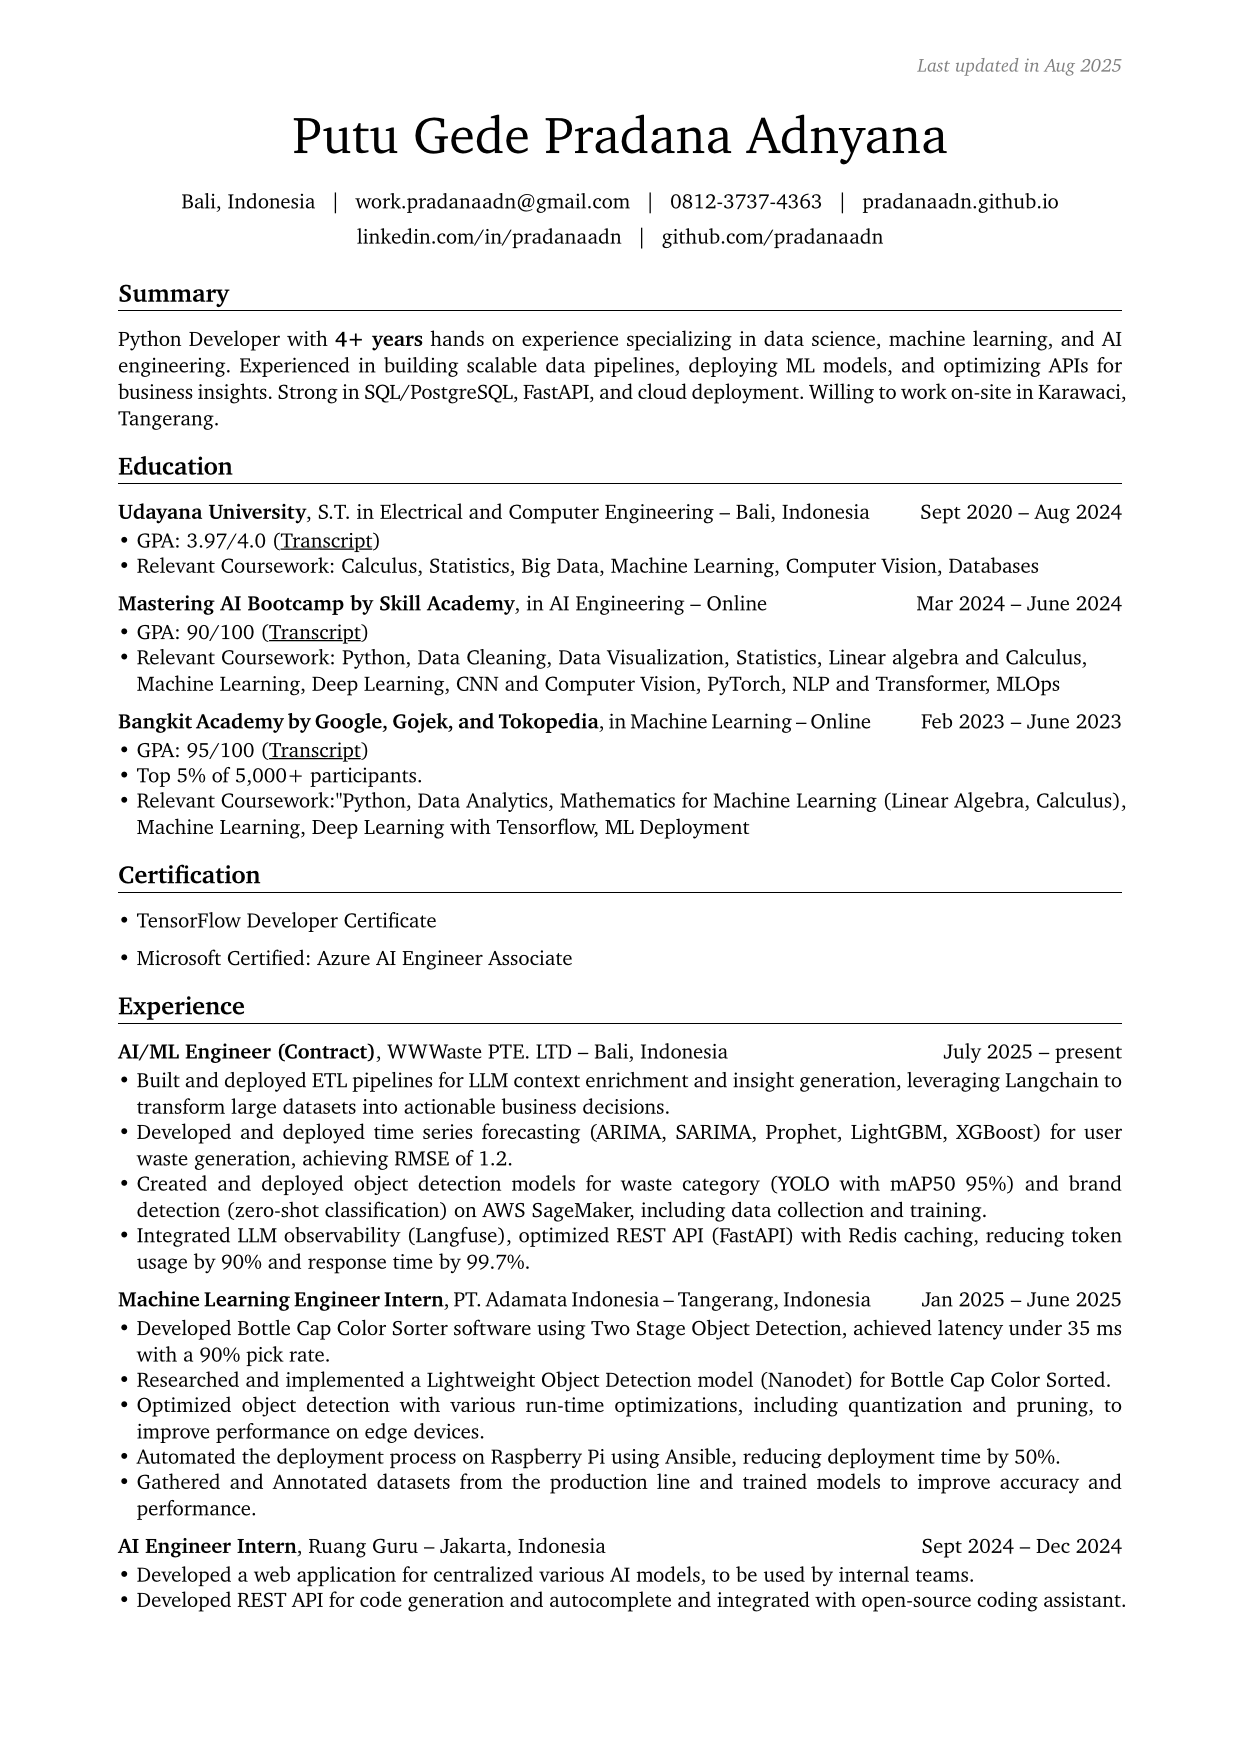 Last updated in Aug 2025
Putu Gede Pradana Adnyana
Bali, Indonesia | work.pradanaadn@gmail.com | 0812-3737-4363 | pradanaadn.github.io
linkedin.com/in/pradanaadn | github.com/pradanaadn
Summary
Python Developer with 4+ years hands on experience specializing in data science, machine learning, and AI
engineering. Experienced in building scalable data pipelines, deploying ML models, and optimizing APIs for
business insights. Strong in SQL/PostgreSQL, FastAPI, and cloud deployment. Willing to work on-site in Karawaci,
Tangerang.
Education
Udayana University, S.T. in Electrical and Computer Engineering – Bali, Indonesia Sept 2020 – Aug 2024
• GPA: 3.97/4.0 (Transcript)
• Relevant Coursework: Calculus, Statistics, Big Data, Machine Learning, Computer Vision, Databases
Mastering AI Bootcamp by Skill Academy, in AI Engineering – Online Mar 2024 – June 2024
• GPA: 90/100 (Transcript)
• Relevant Coursework: Python, Data Cleaning, Data Visualization, Statistics, Linear algebra and Calculus,
Machine Learning, Deep Learning, CNN and Computer Vision, PyTorch, NLP and Transformer, MLOps
Bangkit Academy by Google, Gojek, and Tokopedia, in Machine Learning – Online Feb 2023 – June 2023
• GPA: 95/100 (Transcript)
• Top 5% of 5,000+ participants.
• Relevant Coursework:"Python, Data Analytics, Mathematics for Machine Learning (Linear Algebra, Calculus),
Machine Learning, Deep Learning with Tensorflow, ML Deployment
Certification
• TensorFlow Developer Certificate
• Microsoft Certified: Azure AI Engineer Associate
Experience
AI/ML Engineer (Contract), WWWaste PTE. LTD – Bali, Indonesia July 2025 – present
• Built and deployed ETL pipelines for LLM context enrichment and insight generation, leveraging Langchain to
transform large datasets into actionable business decisions.
• Developed and deployed time series forecasting (ARIMA, SARIMA, Prophet, LightGBM, XGBoost) for user
waste generation, achieving RMSE of 1.2.
• Created and deployed object detection models for waste category (YOLO with mAP50 95%) and brand
detection (zero-shot classification) on AWS SageMaker, including data collection and training.
• Integrated LLM observability (Langfuse), optimized REST API (FastAPI) with Redis caching, reducing token
usage by 90% and response time by 99.7%.
Machine Learning Engineer Intern, PT. Adamata Indonesia – Tangerang, Indonesia Jan 2025 – June 2025
• Developed Bottle Cap Color Sorter software using Two Stage Object Detection, achieved latency under 35 ms
with a 90% pick rate.
• Researched and implemented a Lightweight Object Detection model (Nanodet) for Bottle Cap Color Sorted.
• Optimized object detection with various run-time optimizations, including quantization and pruning, to
improve performance on edge devices.
• Automated the deployment process on Raspberry Pi using Ansible, reducing deployment time by 50%.
• Gathered and Annotated datasets from the production line and trained models to improve accuracy and
performance.
AI Engineer Intern, Ruang Guru – Jakarta, Indonesia Sept 2024 – Dec 2024
• Developed a web application for centralized various AI models, to be used by internal teams.
• Developed REST API for code generation and autocomplete and integrated with open-source coding assistant.